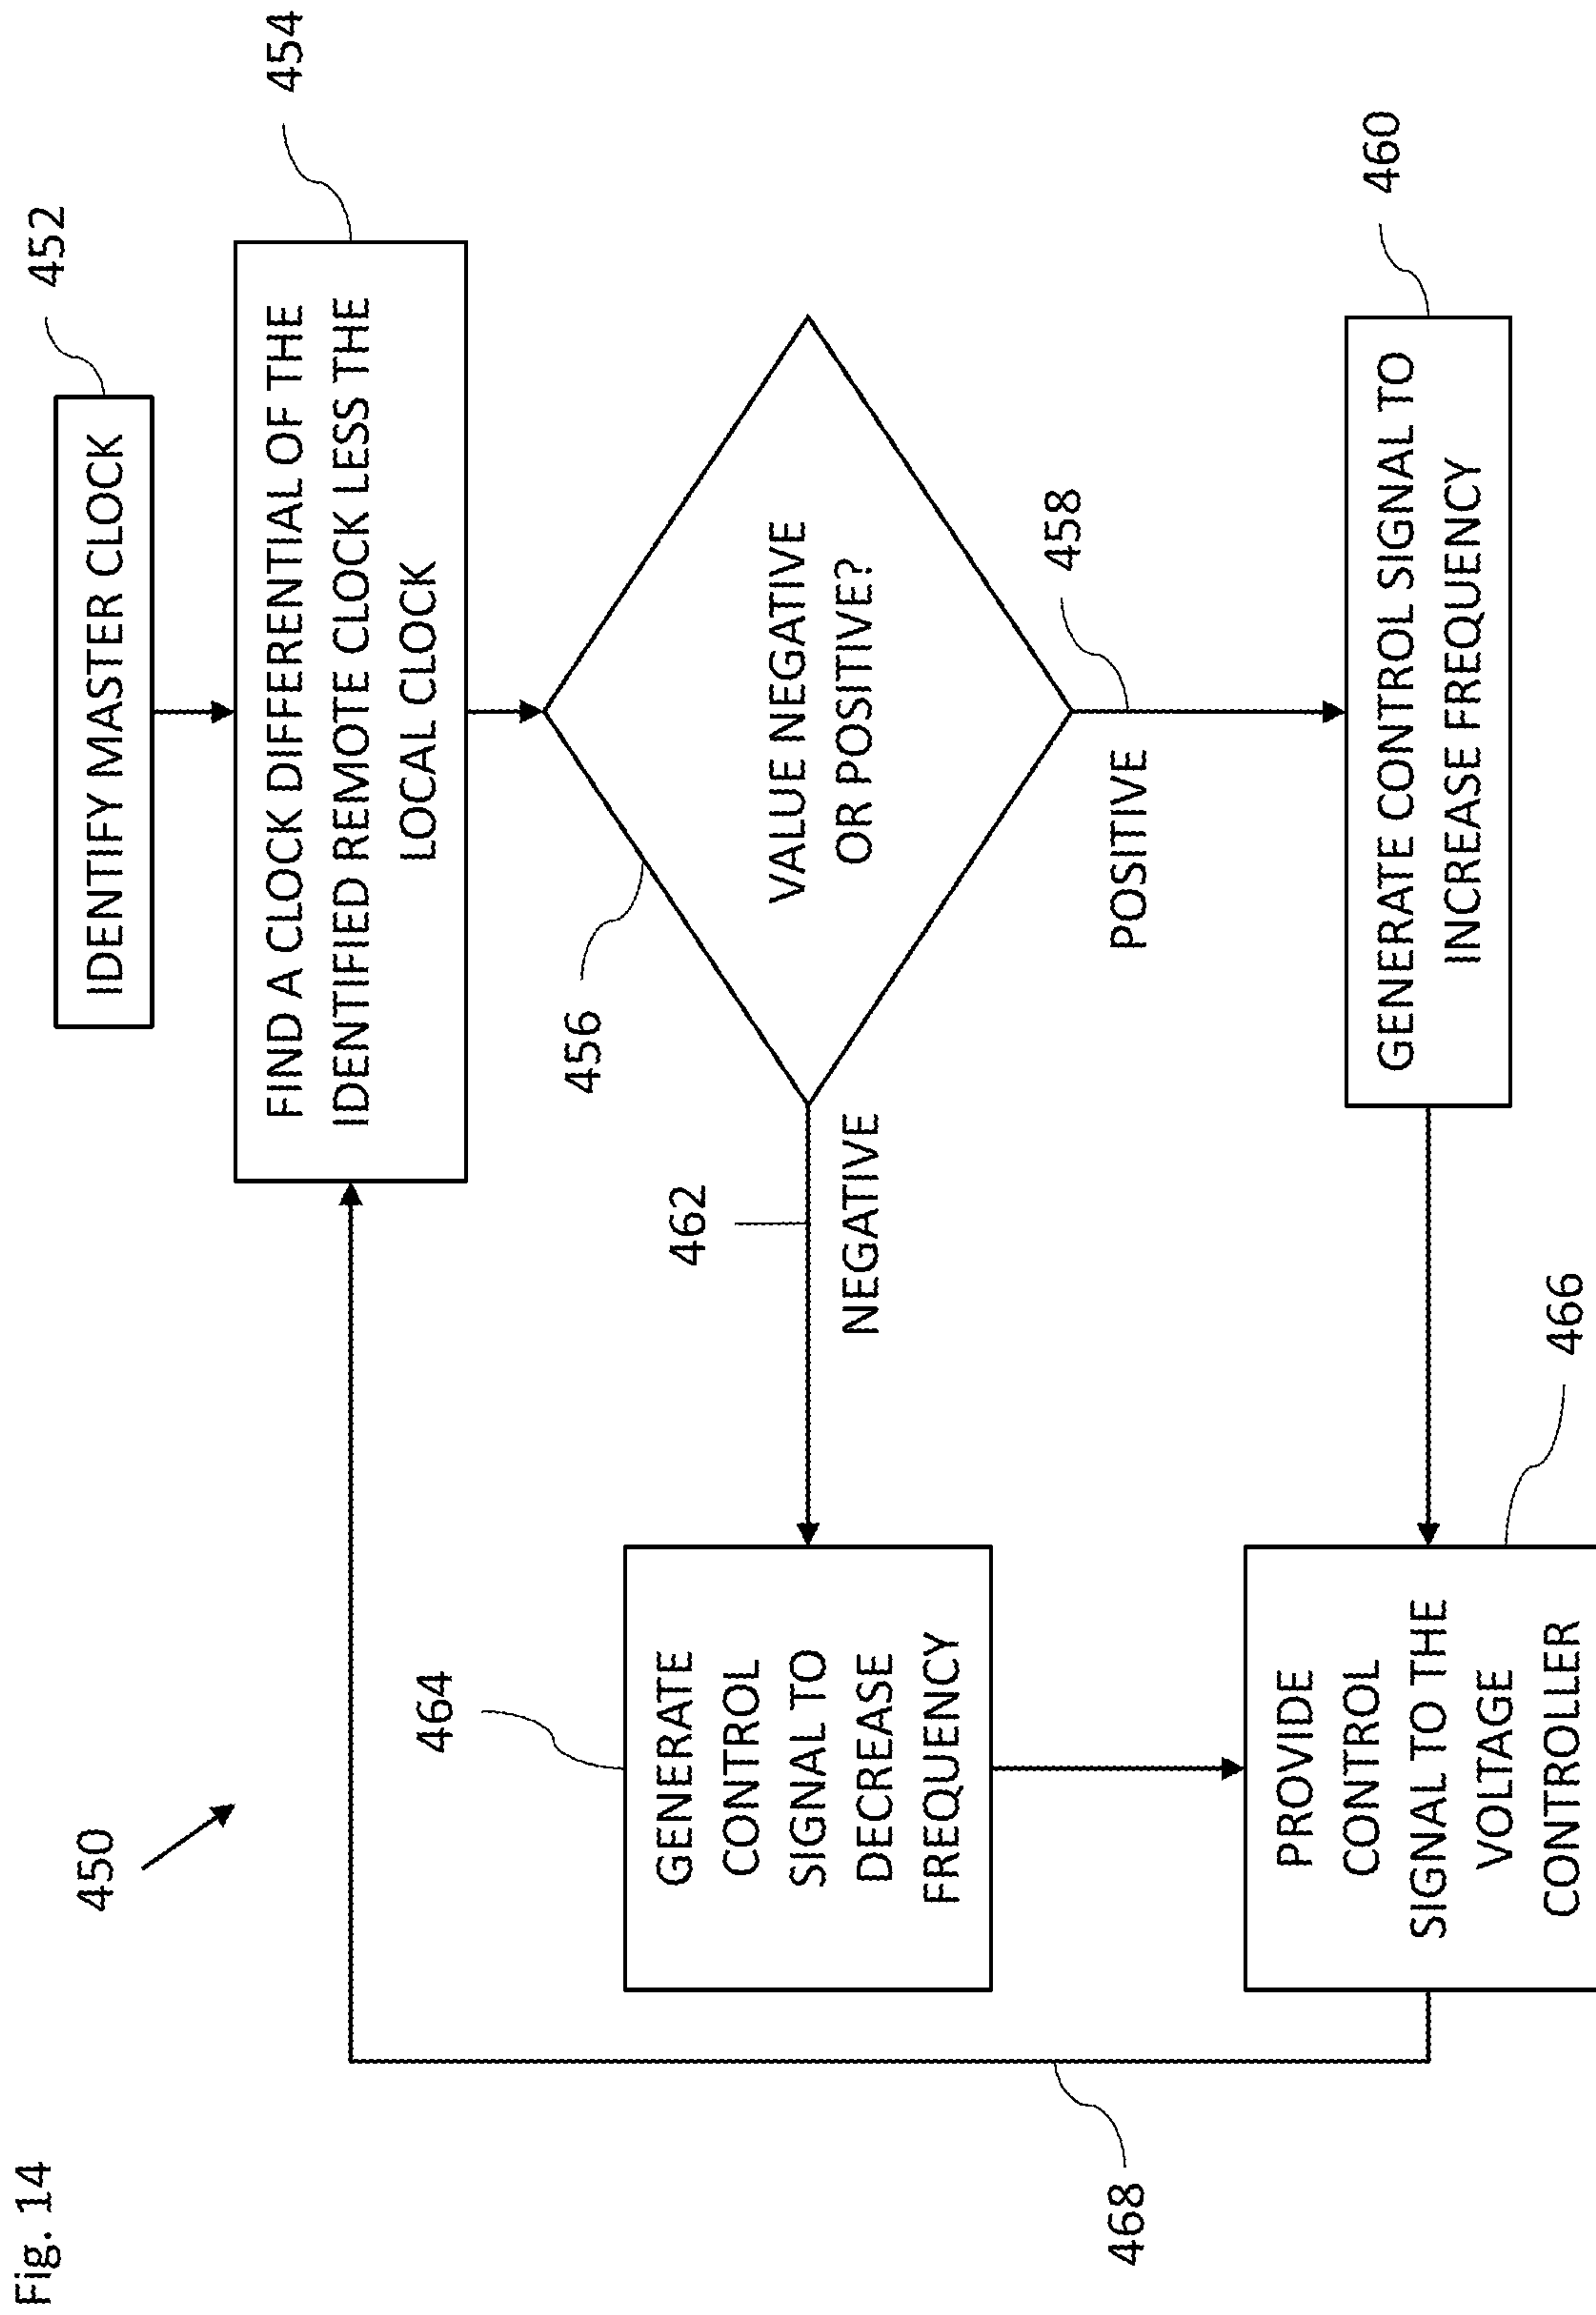 Fig. 14
450
452
IDENTIFY MASTER CLOCK
454
FIND A CLOCK DIFFERENTIAL OF THE
IDENTIFIED REMOTE CLOCK LESS THE
LOCAL CLOCK
456
VALUE NEGATIVE
OR POSITIVE?
462
NEGATIVE
458
POSITIVE
464
GENERATE
CONTROL
SIGNAL TO
DECREASE
FREQUENCY
460
GENERATE CONTROL SIGNAL TO
INCREASE FREQUENCY
466
PROVIDE
CONTROL
SIGNAL TO THE
VOLTAGE
CONTROLLER
468